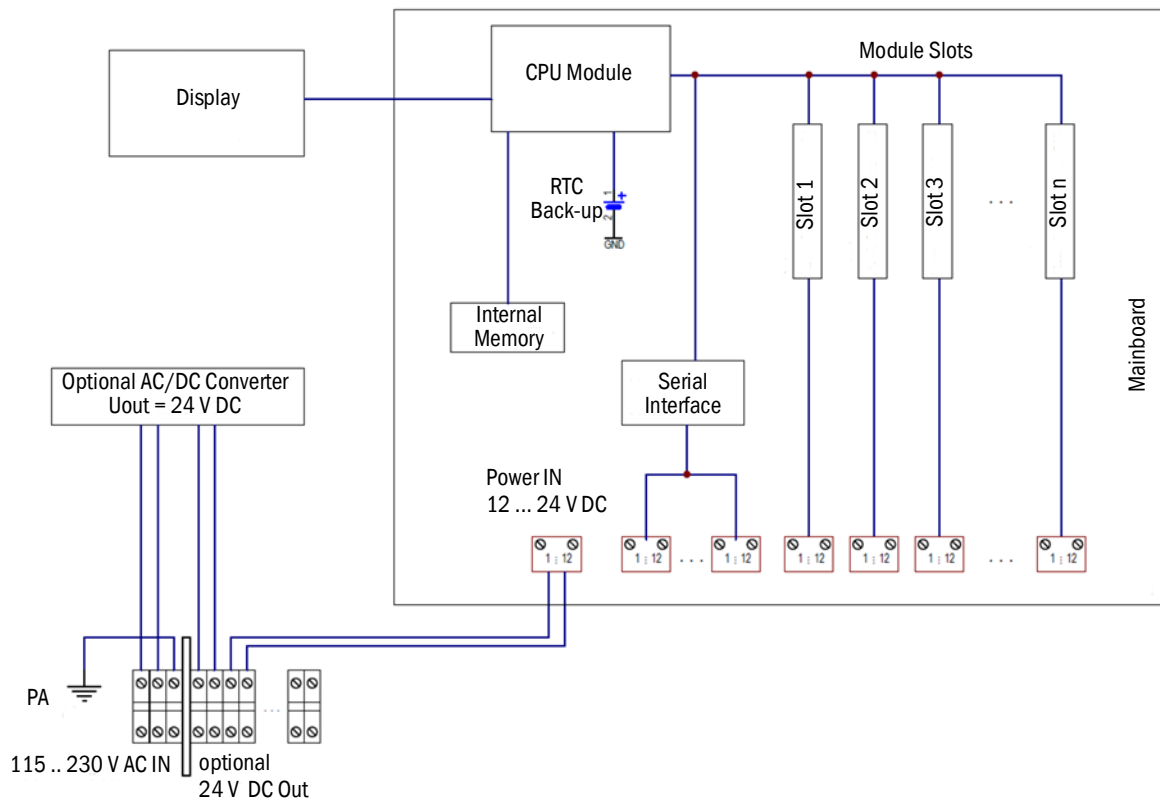 CPU Module
Module Slots
Display
Slot 1
Slot 2
Slot 3
...
Slot n
RTC
Back-up
1
+
2
GND
Internal
Memory
Mainboard
Optional AC/DC Converter
Uout = 24 V DC
Serial
Interface
Power IN
12 ... 24 V DC
1 : 12
1 : 12
...
1 : 12
1 : 12
1 : 12
1 : 12
...
1 : 12
PA
...
115 .. 230 V AC IN
optional
24 V DC Out